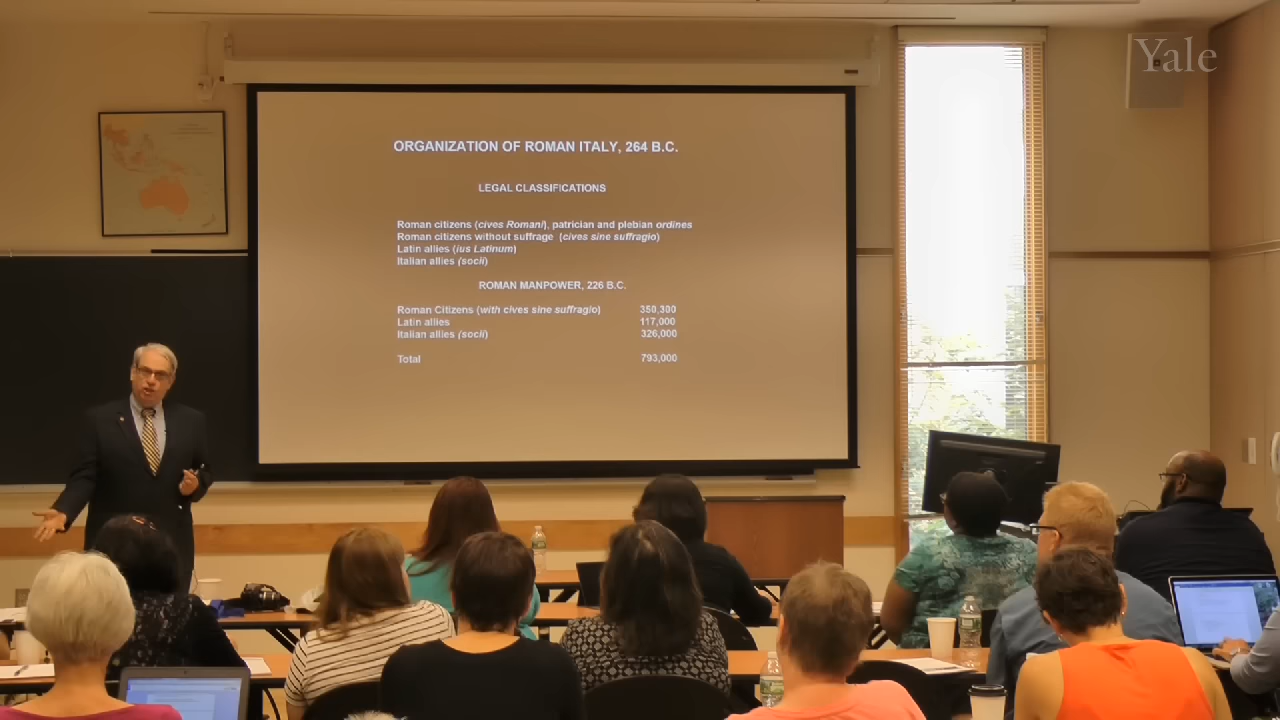 Yale
ORGANIZATION OF ROMAN ITALY, 264 B.C.
LEGAL CLASSIFICATIONS
Roman citizens (cives Romani), patrician and plebian ordines
Roman citizens without suffrage (cives sine suffragio)
Latin allies (ius Latinum)
Italian allies (socii)
ROMAN MANPOWER, 226 B.C.
Roman Citizens (with cives sine suffragio) 350,300
Latin allies 117,000
Italian allies (socii) 326,000
Total 793,000